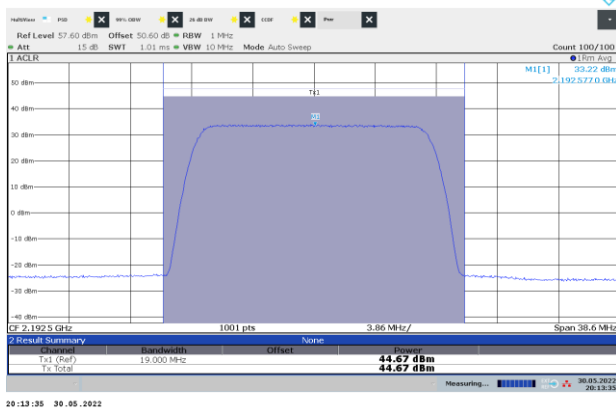 MultiView PSD 99% OBW 26 dB BW CCDF Pwr
Ref Level 57.60 dBm Offset 50.60 dB RBW 1 MHz
Att 15 dB SWT 1.01 ms VBW 10 MHz Mode Auto Sweep Count 100/100
1 ACLR 1Rm Avg
M1[1] 33.22 dBm
2.1925770 GHz
50 dBm
Tx1
40 dBm
M1
30 dBm
20 dBm
10 dBm
0 dBm
-10 dBm
-20 dBm
-30 dBm
-40 dBm
CF 2.1925 GHz 1001 pts 3.86 MHz/ Span 38.6 MHz
2 Result Summary None
Channel Bandwidth Offset Power
Tx1 (Ref) 19.000 MHz 44.67 dBm
Tx Total 44.67 dBm
Measuring... 30.05.2022
20:13:35
20:13:35 30.05.2022